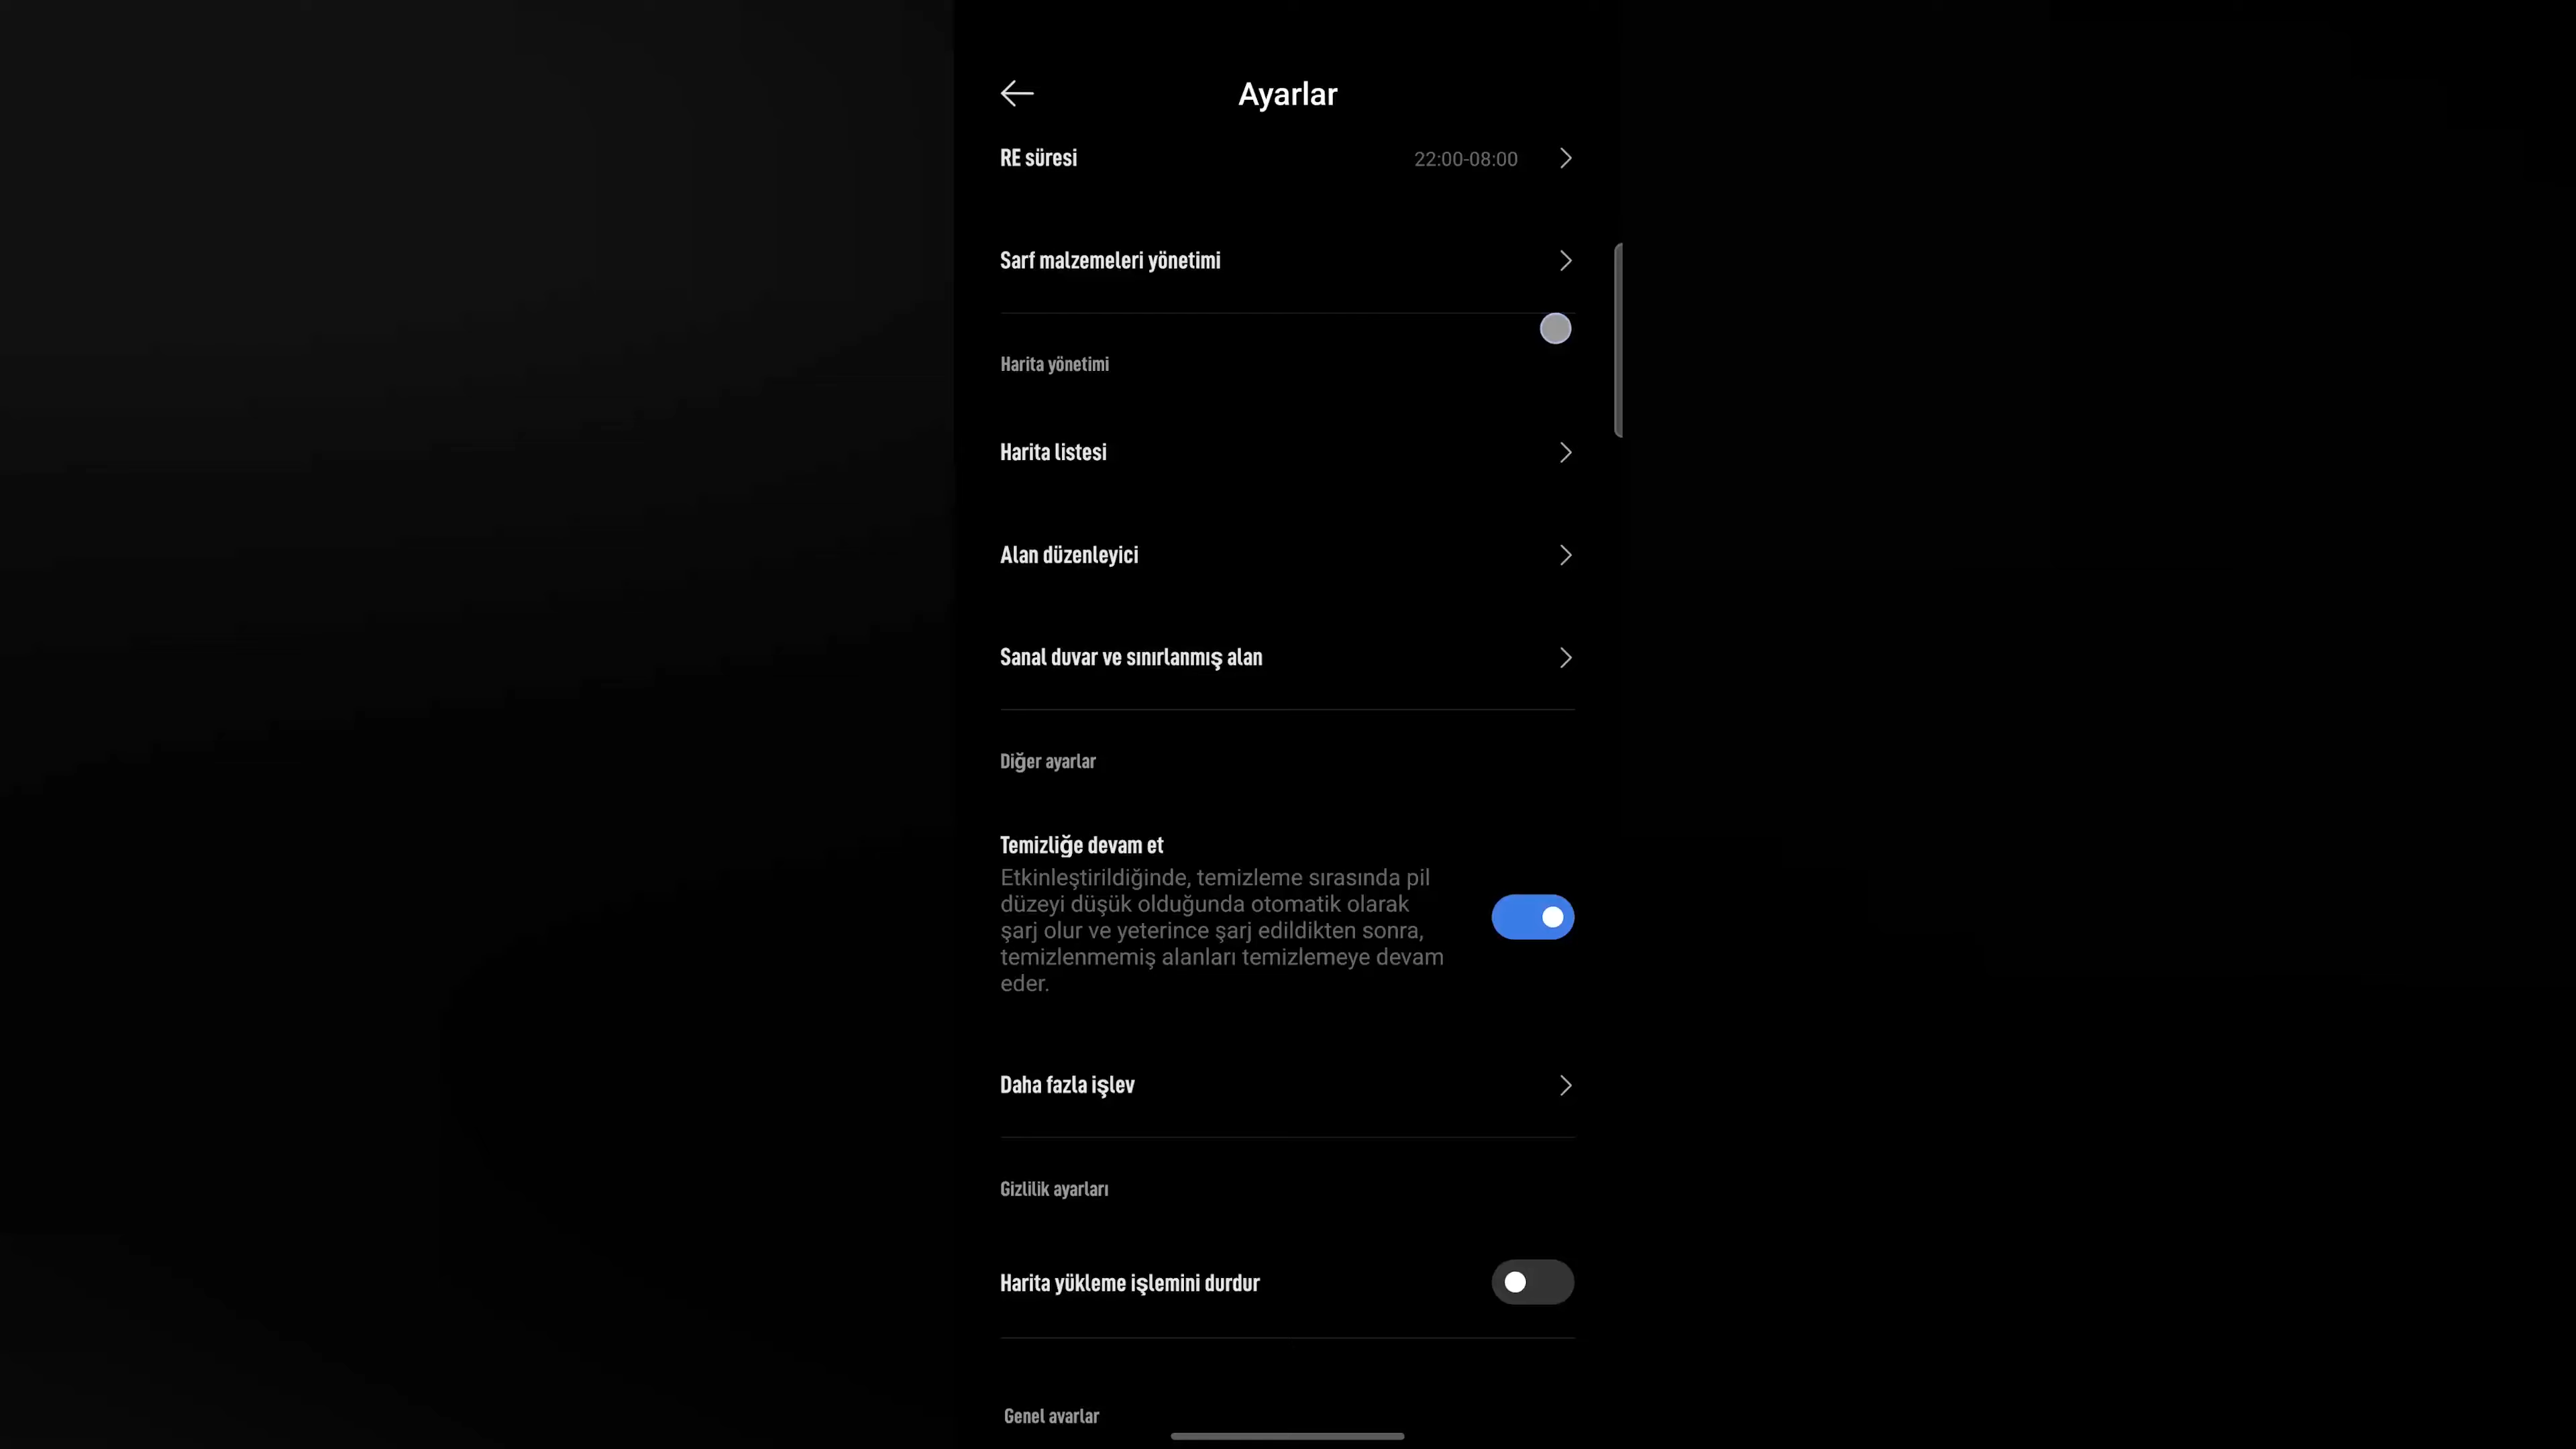 Ayarlar
RE süresi 22:00-08:00
Sarf malzemeleri yönetimi
Harita yönetimi
Harita listesi
Alan düzenleyici
Sanal duvar ve sınırlanmış alan
Diğer ayarlar
Temizliğe devam et
Etkinleştirildiğinde, temizleme sırasında pil
düzeyi düşük olduğunda otomatik olarak
şarj olur ve yeterince şarj edildikten sonra,
temizlenmemiş alanları temizlemeye devam
eder.
Daha fazla işlev
Gizlilik ayarları
Harita yükleme işlemini durdur
Genel ayarlar